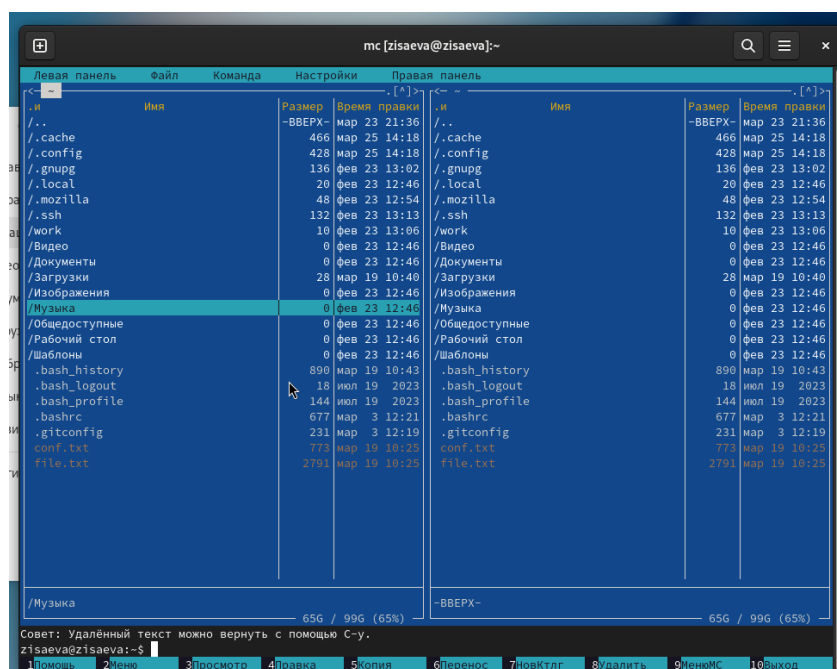 mc [zisaeva@zisaeva]:~
Левая панель Файл Команда Настройки Правая панель
<— ~ .[^]> <— ~ .[^]>
.и Имя Размер Время правки .и Имя Размер Время правки
/.. -ВВЕРХ- мар 23 21:36 /.. -ВВЕРХ- мар 23 21:36
/.cache 466 мар 25 14:18 /.cache 466 мар 25 14:18
/.config 428 мар 25 14:18 /.config 428 мар 25 14:18
/.gnupg 136 фев 23 13:02 /.gnupg 136 фев 23 13:02
/.local 20 фев 23 12:46 /.local 20 фев 23 12:46
/.mozilla 48 фев 23 12:54 /.mozilla 48 фев 23 12:54
/.ssh 132 фев 23 13:13 /.ssh 132 фев 23 13:13
/work 10 фев 23 13:06 /work 10 фев 23 13:06
/Видео 0 фев 23 12:46 /Видео 0 фев 23 12:46
/Документы 0 фев 23 12:46 /Документы 0 фев 23 12:46
/Загрузки 28 мар 19 10:40 /Загрузки 28 мар 19 10:40
/Изображения 0 фев 23 12:46 /Изображения 0 фев 23 12:46
/Музыка 0 фев 23 12:46 /Музыка 0 фев 23 12:46
/Общедоступные 0 фев 23 12:46 /Общедоступные 0 фев 23 12:46
/Рабочий стол 0 фев 23 12:46 /Рабочий стол 0 фев 23 12:46
/Шаблоны 0 фев 23 12:46 /Шаблоны 0 фев 23 12:46
.bash_history 890 мар 19 10:43 .bash_history 890 мар 19 10:43
.bash_logout 18 июл 19 2023 .bash_logout 18 июл 19 2023
.bash_profile 144 июл 19 2023 .bash_profile 144 июл 19 2023
.bashrc 677 мар 3 12:21 .bashrc 677 мар 3 12:21
.gitconfig 231 мар 3 12:19 .gitconfig 231 мар 3 12:19
conf.txt 773 мар 19 10:25 conf.txt 773 мар 19 10:25
file.txt 2791 мар 19 10:25 file.txt 2791 мар 19 10:25
/Музыка -ВВЕРХ-
65G / 99G (65%) 65G / 99G (65%)
Совет: Удалённый текст можно вернуть с помощью C-y.
zisaeva@zisaeva:~$
1Помощь 2Меню 3Просмотр 4Правка 5Копия 6Перенос 7НовКтлг 8Удалить 9МенюМС 10Выход